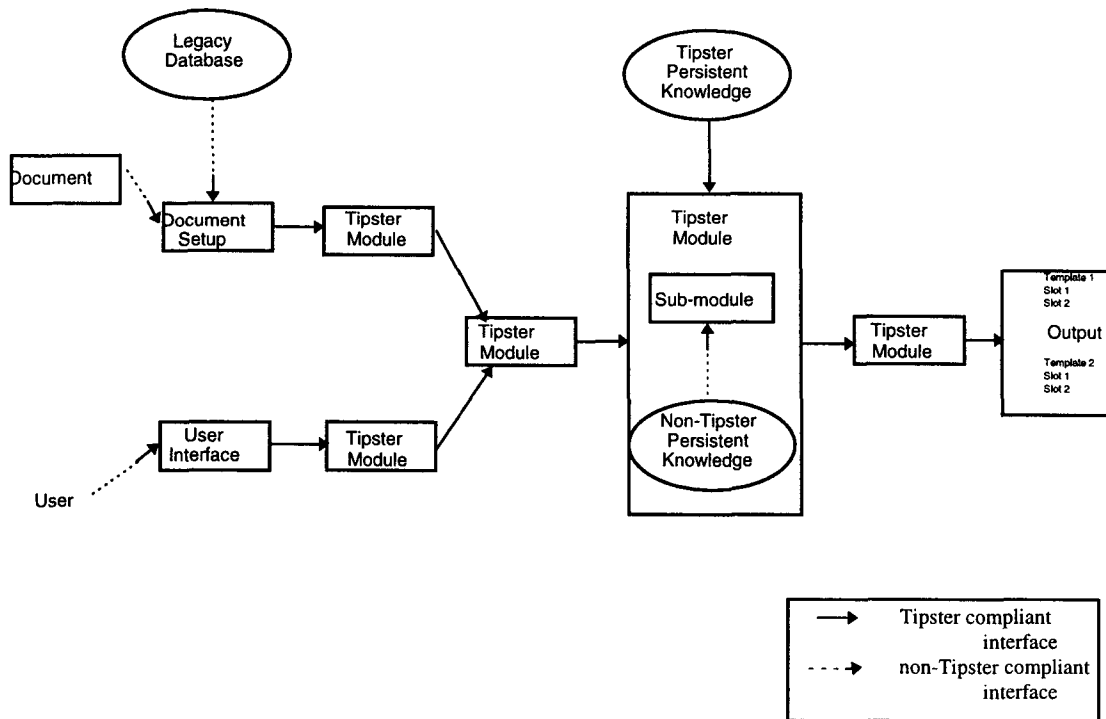 Legacy
Database
Tipster
Persistent
Knowledge
Document
Document
Setup
Tipster
Module
Tipster
Module
Sub-module
Tipster
Module
Tipster
Module
Template 1
Slot 1
Slot 2
Output
Template 2
Slot 1
Slot 2
User
Interface
Tipster
Module
Non-Tipster
Persistent
Knowledge
User
Tipster compliant
interface
non-Tipster compliant
interface